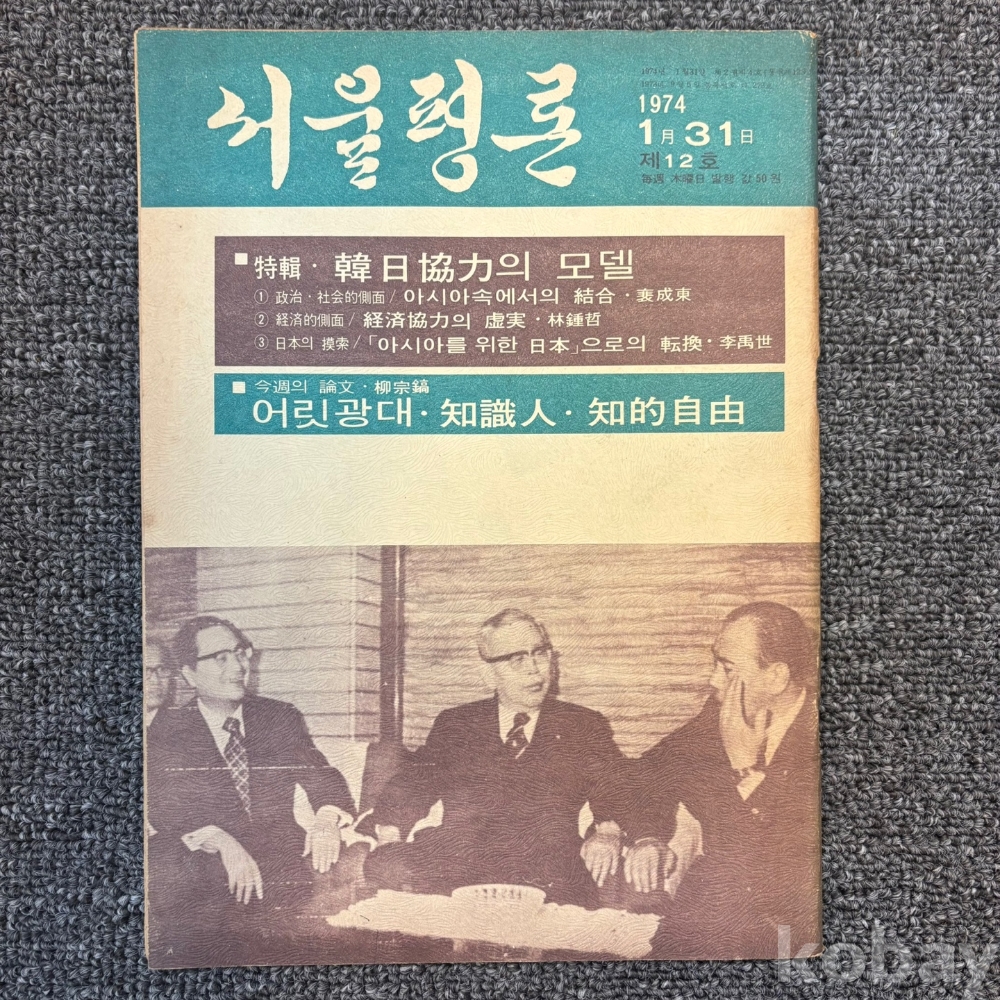 서울평론
1974
1月31日
제12호
每週 木曜日 발행 값 50원
■ 特輯・韓日協力의 모델
① 政治・社会的側面 / 아시아속에서의 結合・裵成東
② 経済的側面 / 経済協力의 虚実・林鍾哲
③ 日本의 摸索 /「아시아를 위한 日本」으로의 転換・李禹世
■ 今週의 論文・柳宗鎬
어릿광대・知識人・知的自由
kobay